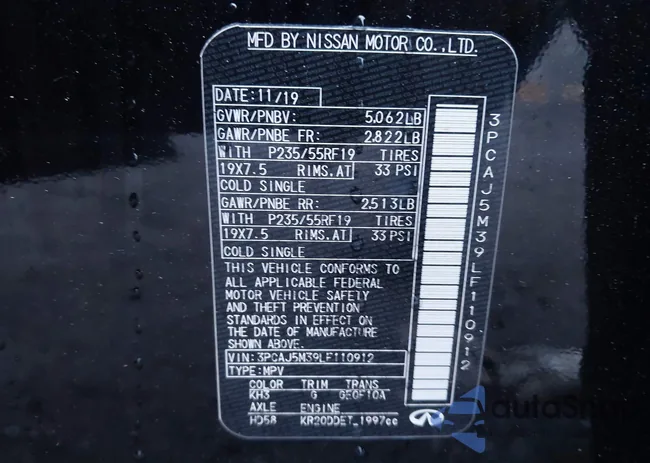 MFD BY NISSAN MOTOR CO.,LTD.
DATE:11/19
GVWR/PNBV: 5.062LB
GAWR/PNBE FR: 2.822LB
WITH P235/55RF19 TIRES
19X7.5 RIMS.AT 33 PSI
COLD SINGLE
GAWR/PNBE RR: 2.513LB
WITH P235/55RF19 TIRES
19X7.5 RIMS.AT 33 PSI
COLD SINGLE
THIS VEHICLE CONFORMS TO
ALL APPLICABLE FEDERAL
MOTOR VEHICLE SAFETY
AND THEFT PREVENTION
STANDARDS IN EFFECT ON
THE DATE OF MANUFACTURE
SHOWN ABOVE.
VIN:3PCAJ5M39LF110912
TYPE:MPV
COLOR TRIM TRANS
KH3 G GEOF10A
AXLE ENGINE
HD58 KR20DDET_1997cc
3PCAJ5M39LF110912